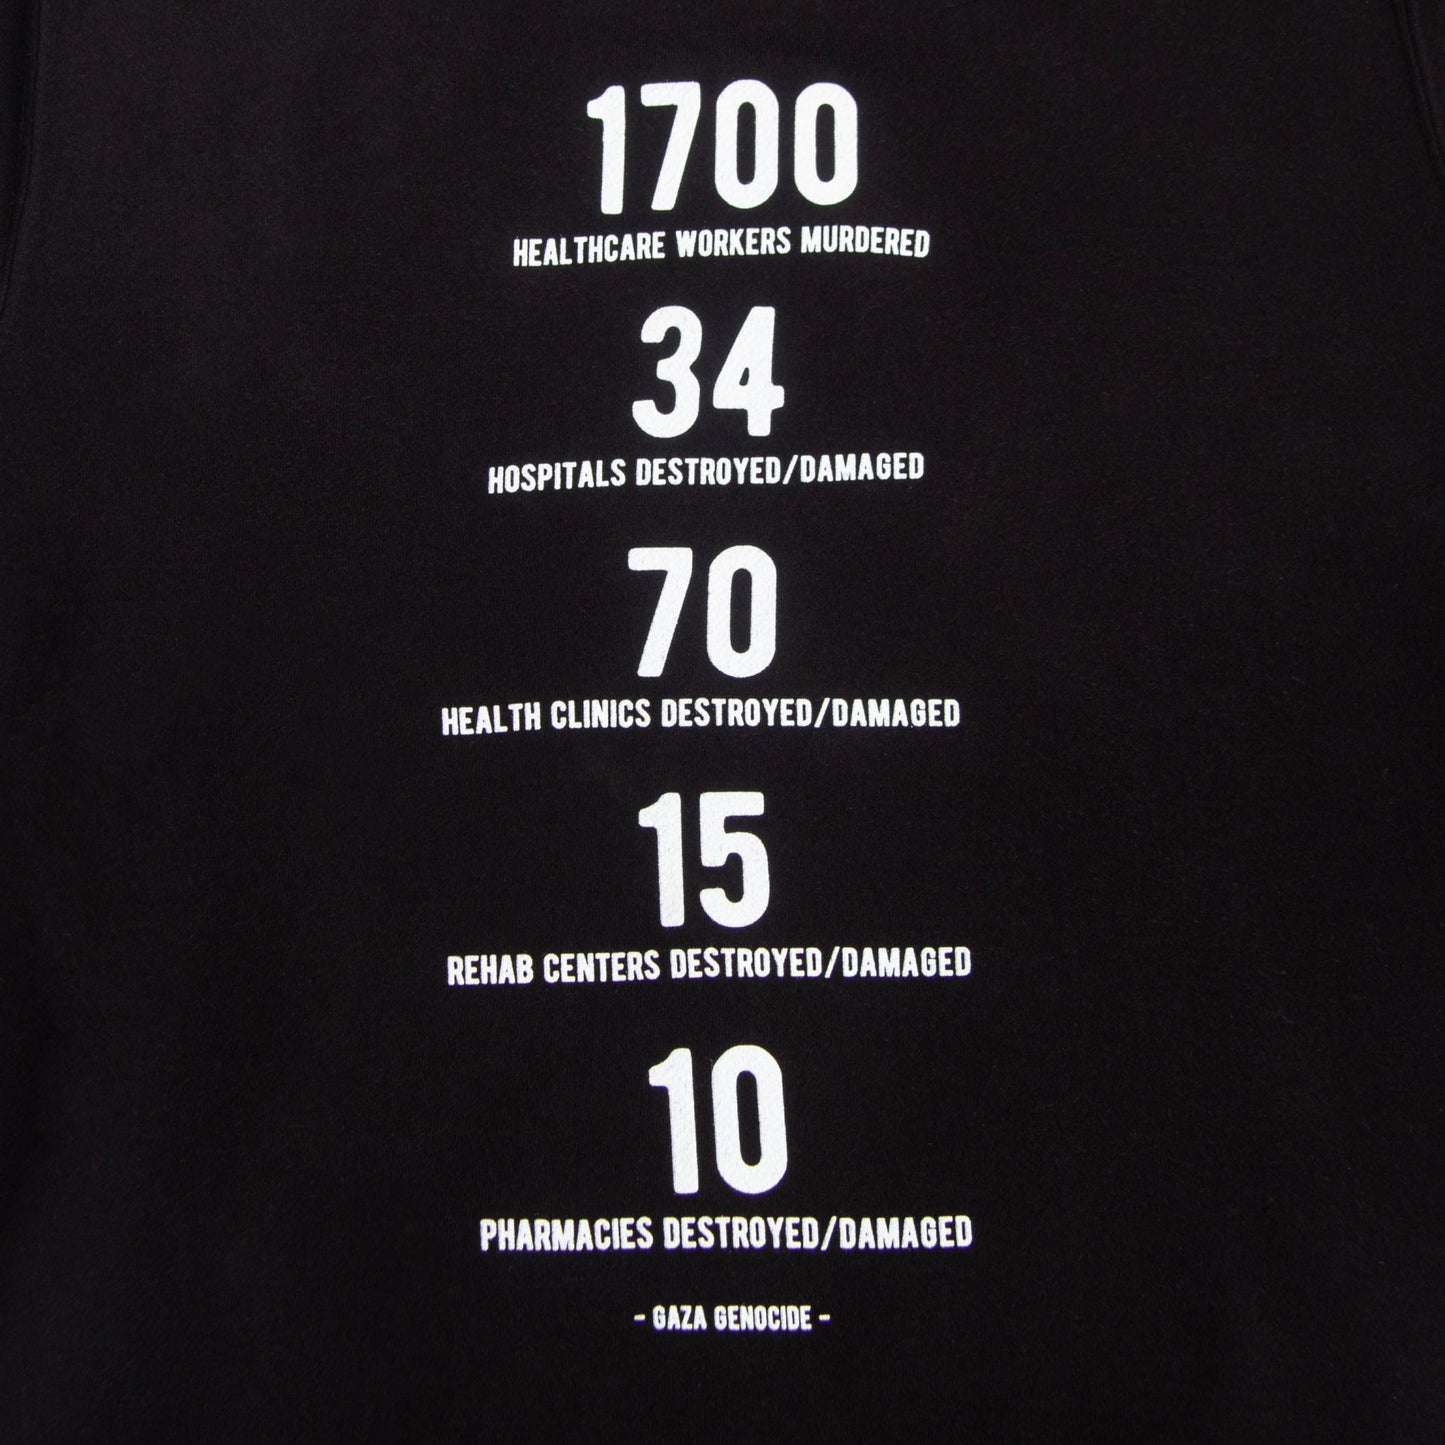 1700
HEALTHCARE WORKERS MURDERED
34
HOSPITALS DESTROYED/DAMAGED
70
HEALTH CLINICS DESTROYED/DAMAGED
15
REHAB CENTERS DESTROYED/DAMAGED
10
PHARMACIES DESTROYED/DAMAGED
- GAZA GENOCIDE -